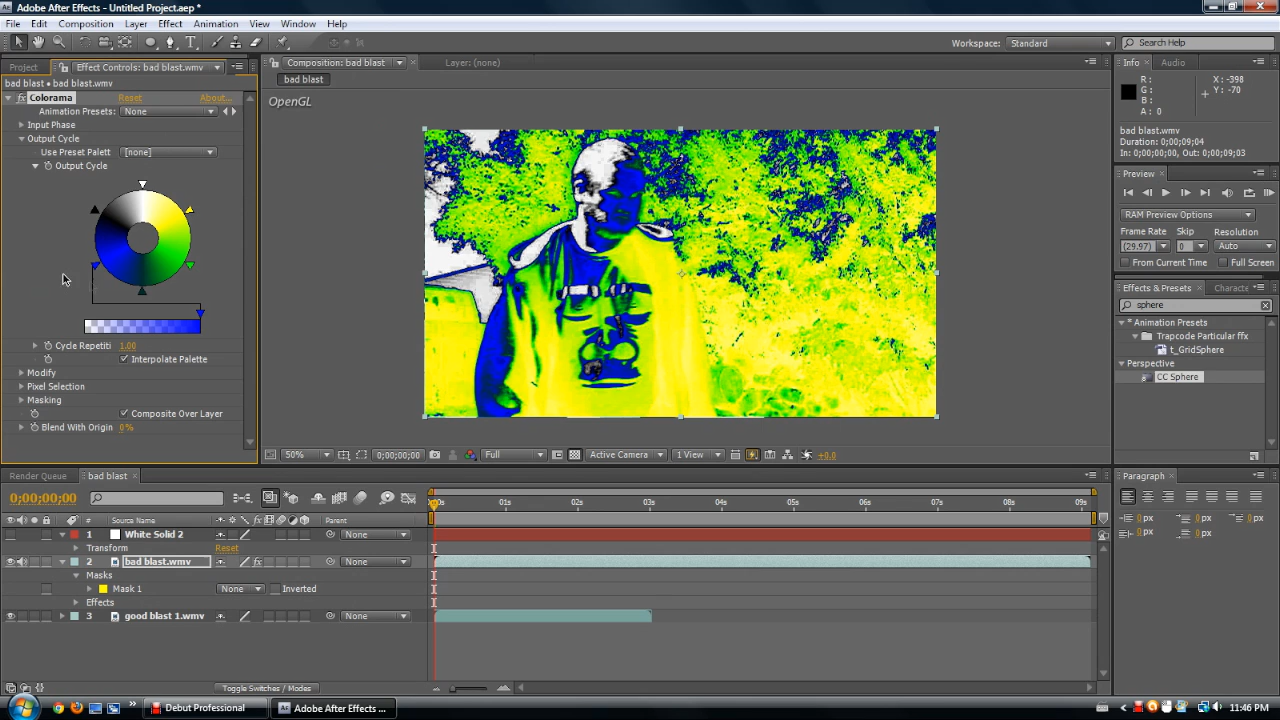 Adobe After Effects - Untitled Project.aep *
File Edit Composition Layer Effect Animation View Window Help
Workspace: Standard Search Help
Project Effect Controls: bad blast.wmv
bad blast • bad blast.wmv
Colorama Reset About...
Animation Presets: None
Input Phase
Output Cycle
Use Preset Palett [none]
Output Cycle
Cycle Repetiti 1.00
Interpolate Palette
Modify
Pixel Selection
Masking
Composite Over Layer
Blend With Origin 0%
Composition: bad blast Layer: (none)
bad blast
OpenGL
50% 0;00;00;00 Full Active Camera 1 View +0.0
Info Audio
R: X: -398
G: Y: -70
B:
A: 0
bad blast.wmv
Duration: 0;00;09;04
In: 0;00;00;00, Out: 0;00;09;03
Preview
RAM Preview Options
Frame Rate Skip Resolution
(29.97) 0 Auto
From Current Time Full Screen
Effects & Presets Characte
sphere
* Animation Presets
Trapcode Particular ffx
t_GridSphere
Perspective
CC Sphere
Render Queue bad blast
0;00;00;00
# Source Name Parent
00s 01s 02s 03s 04s 05s 06s 07s 08s 09s
1 White Solid 2 None
Transform Reset
2 bad blast.wmv None
Masks
Mask 1 None Inverted
Effects
3 good blast 1.wmv None
Toggle Switches / Modes
Paragraph
0 px 0 px 0 px
0 px 0 px
Debut Professional Adobe After Effects ... 11:46 PM